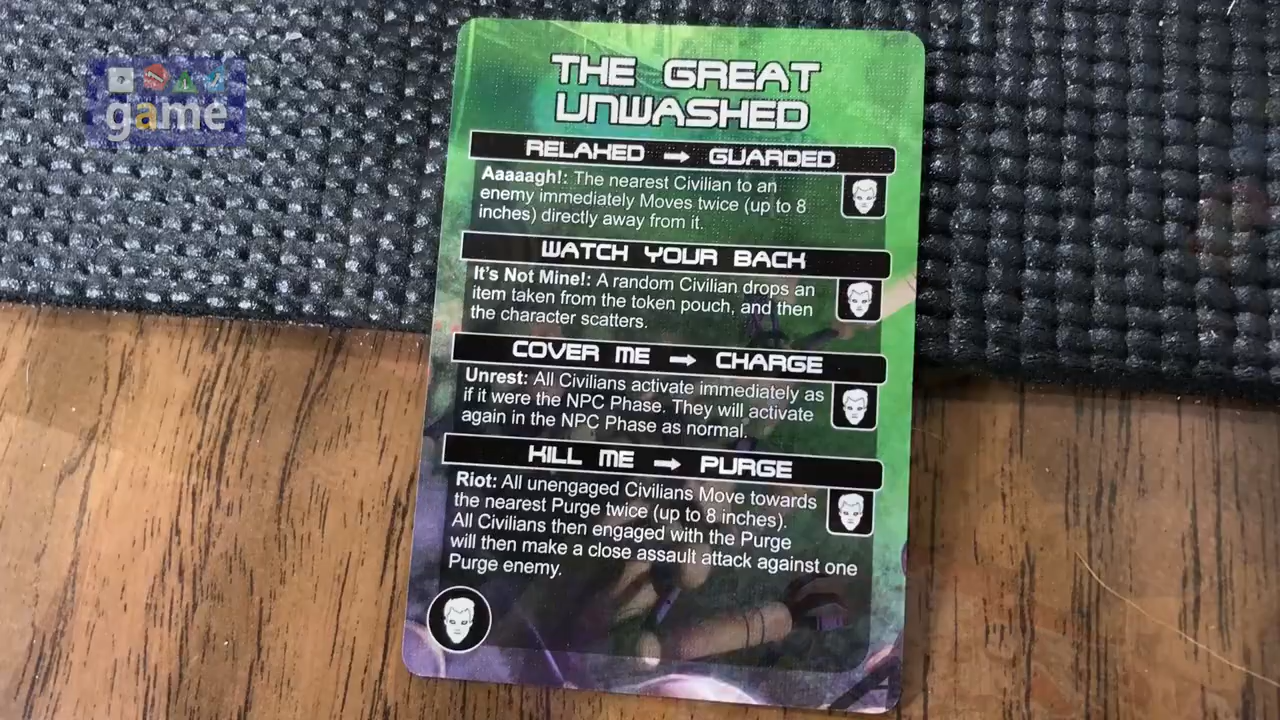 game
THE GREAT
UNWASHED
RELAXED → GUARDED
Aaaaagh!: The nearest Civilian to an
enemy immediately Moves twice (up to 8
inches) directly away from it.
WATCH YOUR BACK
It's Not Mine!: A random Civilian drops an
item taken from the token pouch, and then
the character scatters.
COVER ME → CHARGE
Unrest: All Civilians activate immediately as
if it were the NPC Phase. They will activate
again in the NPC Phase as normal.
KILL ME → PURGE
Riot: All unengaged Civilians Move towards
the nearest Purge twice (up to 8 inches).
All Civilians then engaged with the Purge
will then make a close assault attack against one
Purge enemy.